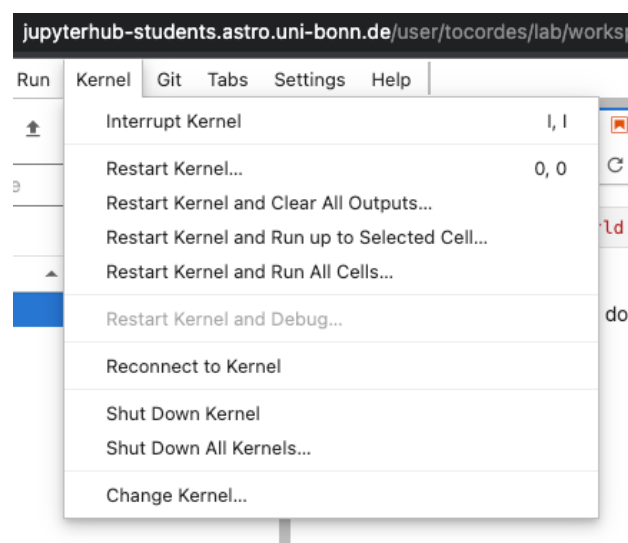 jupyterhub-students.astro.uni-bonn.de/user/tocordes/lab/works
Run Kernel Git Tabs Settings Help
Interrupt Kernel I, I
Restart Kernel... 0, 0
Restart Kernel and Clear All Outputs...
Restart Kernel and Run up to Selected Cell...
ld
Restart Kernel and Run All Cells...
Restart Kernel and Debug...
do
Reconnect to Kernel
Shut Down Kernel
Shut Down All Kernels...
Change Kernel...